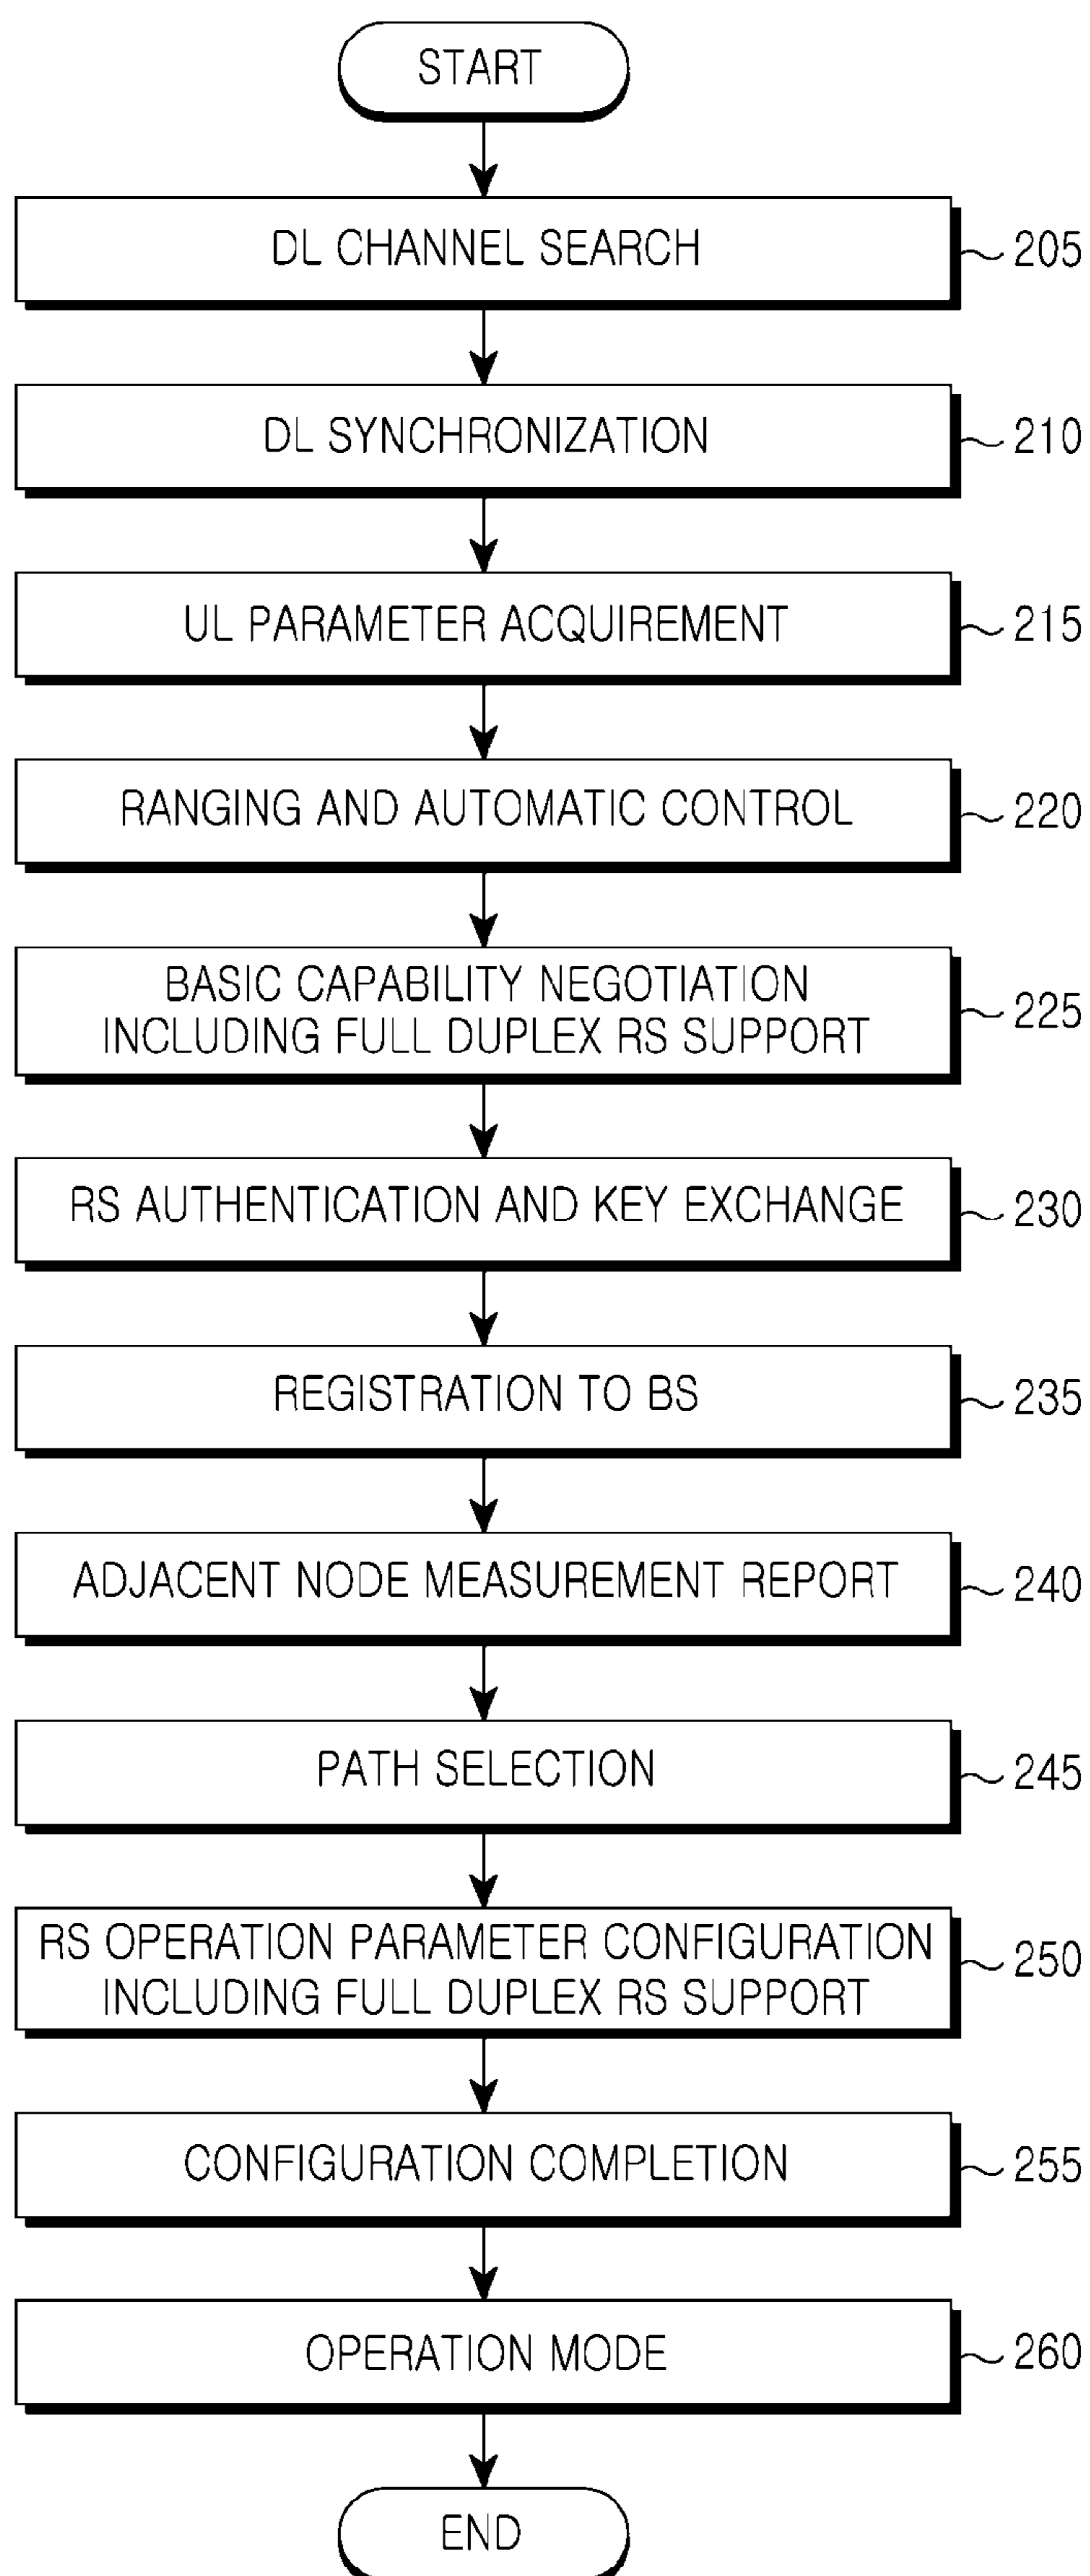 START
DL CHANNEL SEARCH
205
DL SYNCHRONIZATION
210
UL PARAMETER ACQUIREMENT
215
RANGING AND AUTOMATIC CONTROL
220
BASIC CAPABILITY NEGOTIATION
INCLUDING FULL DUPLEX RS SUPPORT
225
RS AUTHENTICATION AND KEY EXCHANGE
230
REGISTRATION TO BS
235
ADJACENT NODE MEASUREMENT REPORT
240
PATH SELECTION
245
RS OPERATION PARAMETER CONFIGURATION
INCLUDING FULL DUPLEX RS SUPPORT
250
CONFIGURATION COMPLETION
255
OPERATION MODE
260
END